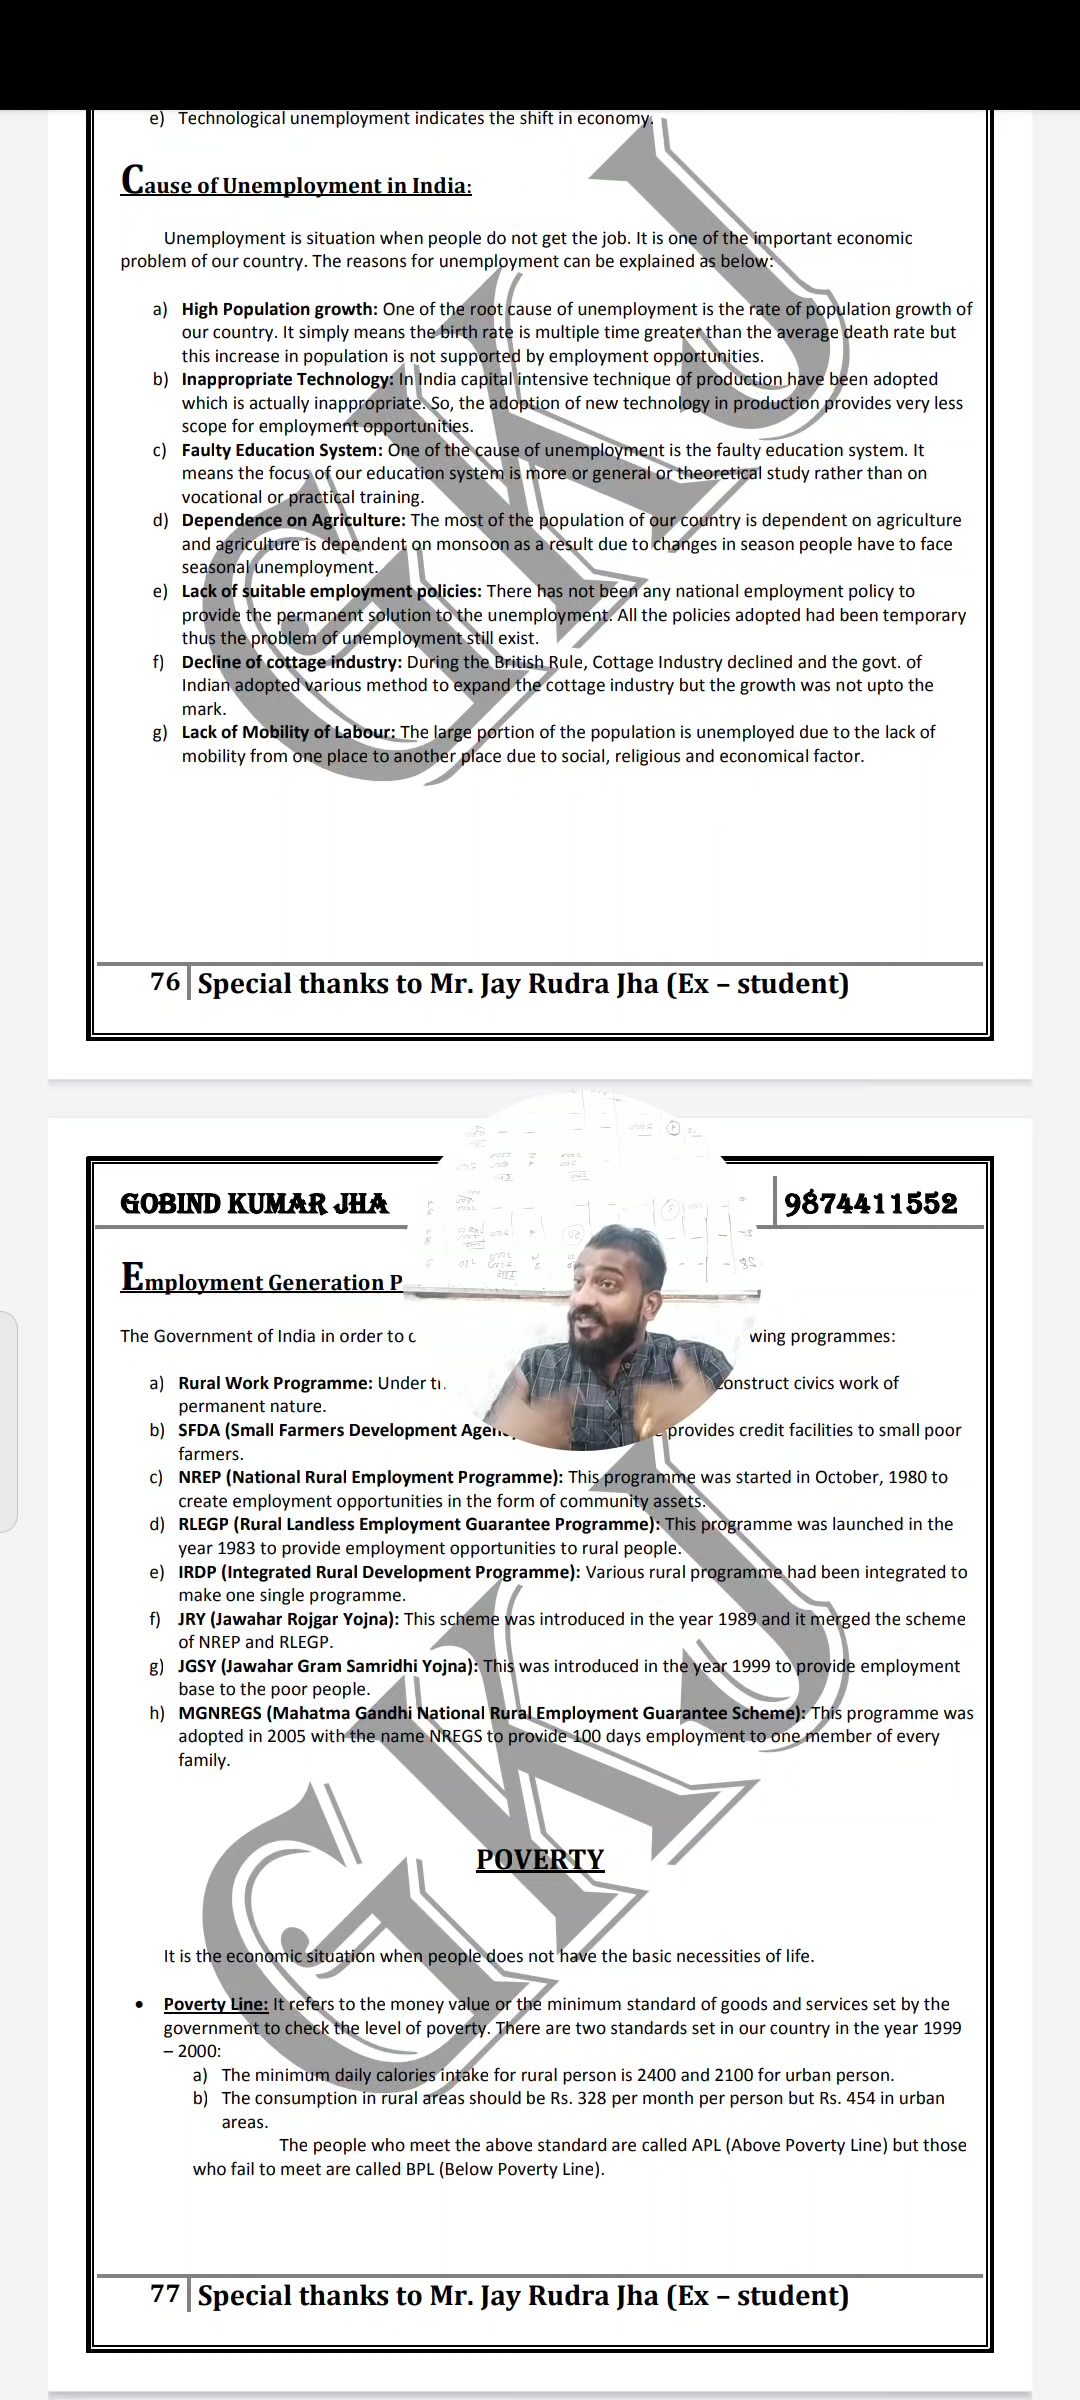 e) Technological unemployment indicates the shift in economy.
Cause of Unemployment in India:
Unemployment is situation when people do not get the job. It is one of the important economic
problem of our country. The reasons for unemployment can be explained as below:
a) High Population growth: One of the root cause of unemployment is the rate of population growth of
our country. It simply means the birth rate is multiple time greater than the average death rate but
this increase in population is not supported by employment opportunities.
b) Inappropriate Technology: In India capital intensive technique of production have been adopted
which is actually inappropriate. So, the adoption of new technology in production provides very less
scope for employment opportunities.
c) Faulty Education System: One of the cause of unemployment is the faulty education system. It
means the focus of our education system is more or general or theoretical study rather than on
vocational or practical training.
d) Dependence on Agriculture: The most of the population of our country is dependent on agriculture
and agriculture is dependent on monsoon as a result due to changes in season people have to face
seasonal unemployment.
e) Lack of suitable employment policies: There has not been any national employment policy to
provide the permanent solution to the unemployment. All the policies adopted had been temporary
thus the problem of unemployment still exist.
f) Decline of cottage industry: During the British Rule, Cottage Industry declined and the govt. of
Indian adopted various method to expand the cottage industry but the growth was not upto the
mark.
g) Lack of Mobility of Labour: The large portion of the population is unemployed due to the lack of
mobility from one place to another place due to social, religious and economical factor.
GKJ
76 Special thanks to Mr. Jay Rudra Jha (Ex – student)
GOBIND KUMAR JHA 9874411552
Employment Generation P
The Government of India in order to wing programmes:
a) Rural Work Programme: Under construct civics work of
permanent nature.
b) SFDA (Small Farmers Development provides credit facilities to small poor
farmers.
c) NREP (National Rural Employment Programme): This programme was started in October, 1980 to
create employment opportunities in the form of community assets.
d) RLEGP (Rural Landless Employment Guarantee Programme): This programme was launched in the
year 1983 to provide employment opportunities to rural people.
e) IRDP (Integrated Rural Development Programme): Various rural programme had been integrated to
make one single programme.
f) JRY (Jawahar Rojgar Yojna): This scheme was introduced in the year 1989 and it merged the scheme
of NREP and RLEGP.
g) JGSY (Jawahar Gram Samridhi Yojna): This was introduced in the year 1999 to provide employment
base to the poor people.
h) MGNREGS (Mahatma Gandhi National Rural Employment Guarantee Scheme): This programme was
adopted in 2005 with the name NREGS to provide 100 days employment to one member of every
family.
POVERTY
It is the economic situation when people does not have the basic necessities of life.
• Poverty Line: It refers to the money value or the minimum standard of goods and services set by the
government to check the level of poverty. There are two standards set in our country in the year 1999
– 2000:
a) The minimum daily calories intake for rural person is 2400 and 2100 for urban person.
b) The consumption in rural areas should be Rs. 328 per month per person but Rs. 454 in urban
areas.
The people who meet the above standard are called APL (Above Poverty Line) but those
who fail to meet are called BPL (Below Poverty Line).
GKJ
77 Special thanks to Mr. Jay Rudra Jha (Ex – student)